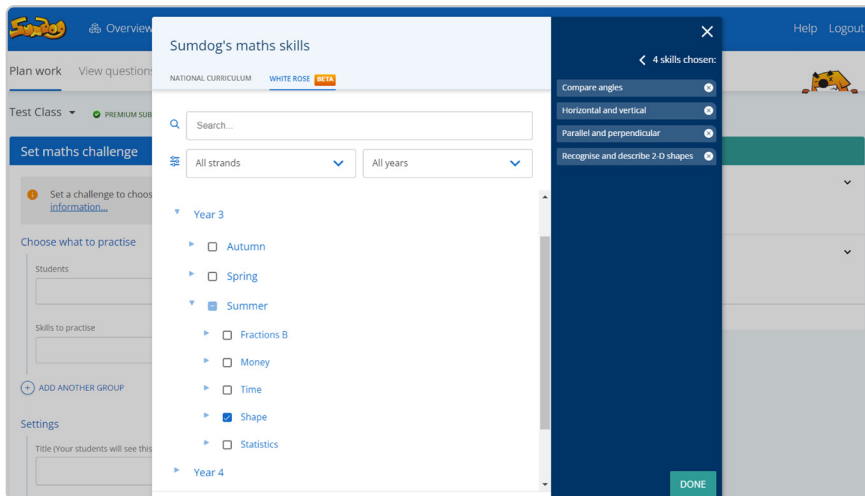 Sumdog
Overview
Help Logout
Plan work View questions
Test Class
PREMIUM SUB
Set maths challenge
Set a challenge to choos
information...
Choose what to practise
Students
Skills to practise
ADD ANOTHER GROUP
Settings
Title (Your students will see this
Sumdog's maths skills
NATIONAL CURRICULUM WHITE ROSE BETA
Search...
All strands All years
Year 3
Autumn
Spring
Summer
Fractions B
Money
Time
Shape
Statistics
Year 4
4 skills chosen:
Compare angles
Horizontal and vertical
Parallel and perpendicular
Recognise and describe 2-D shapes
DONE